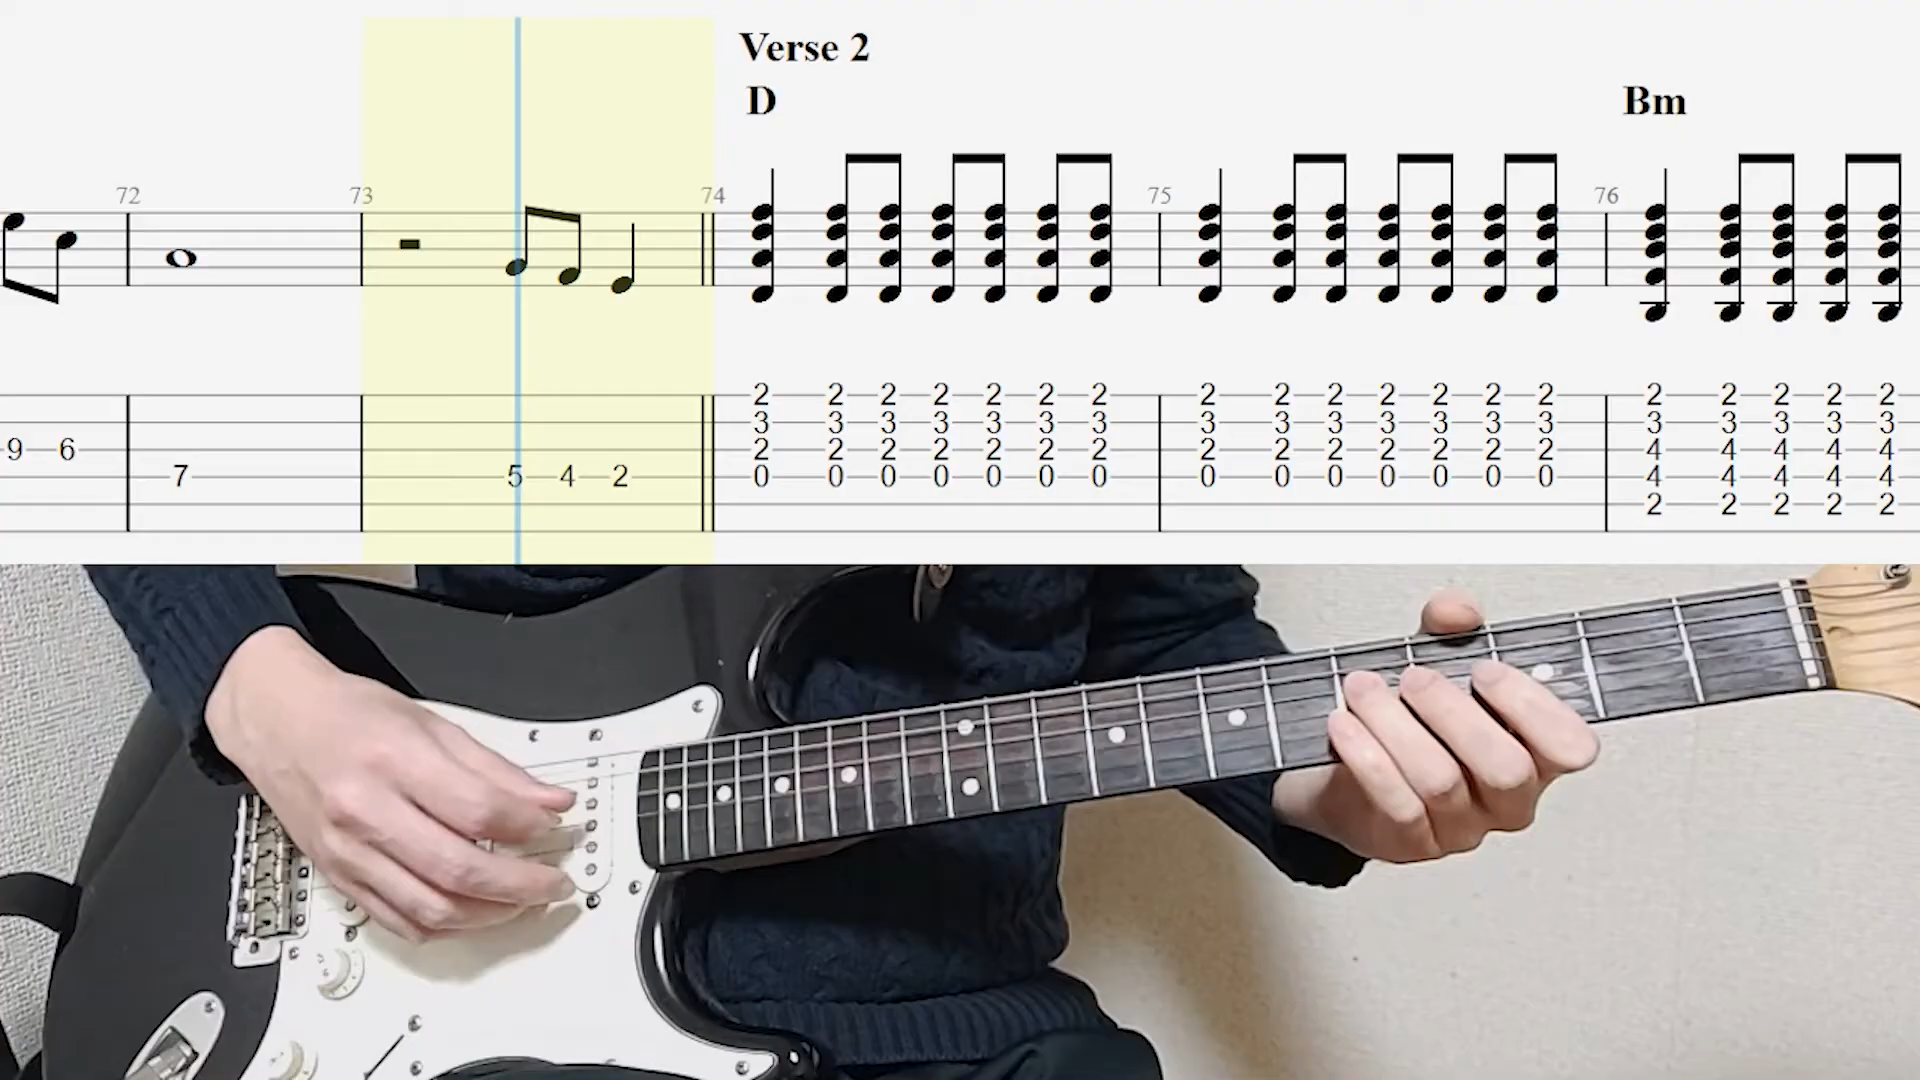 Verse 2
D Bm
72 73 74 75 76
2 2 2 2 2 2 2 2 2 2 2 2 2 2 2 2 2 2 2
3 3 3 3 3 3 3 3 3 3 3 3 3 3 3 3 3 3 3
9 6 2 2 2 2 2 2 2 2 2 2 2 2 2 2 4 4 4 4 4
7 5 4 2 0 0 0 0 0 0 0 0 0 0 0 0 0 0 4 4 4 4 4
2 2 2 2 2